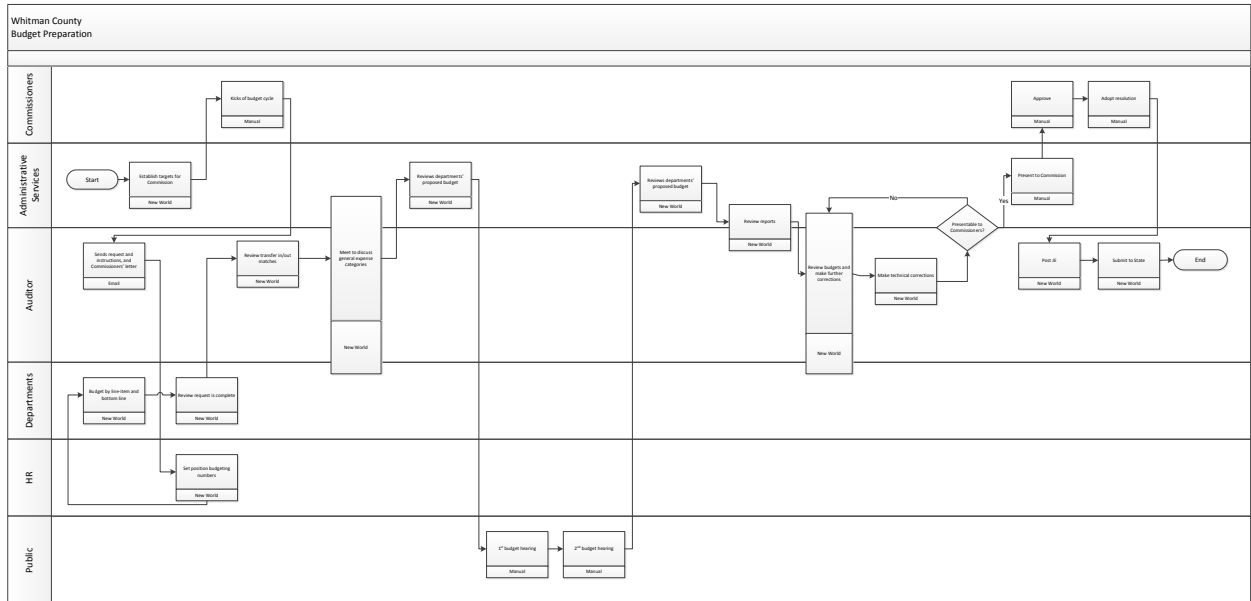 Whitman County
Budget Preparation
Commissioners
Kicks of budget cycle
Manual
Approve
Manual
Adopt resolution
Manual
Administrative
Services
Start
Establish targets for
Commission
New World
Reviews departments'
proposed budget
New World
Reviews departments'
proposed budget
New World
Review reports
New World
No
Presentable to
Commissioners?
Yes
Present to Commission
Manual
Auditor
Sends request and
instructions, and
Commissioners' letter
Email
Review transfer in/out
matches
New World
Meet to discuss
general expense
categories
New World
Review budgets and
make further
corrections
New World
Make technical corrections
New World
Post AE
New World
Submit to State
New World
End
Departments
Budget by line-item and
bottom line
New World
Review request is complete
New World
HR
Set position budgeting
numbers
New World
Public
1st budget hearing
Manual
2nd budget hearing
Manual